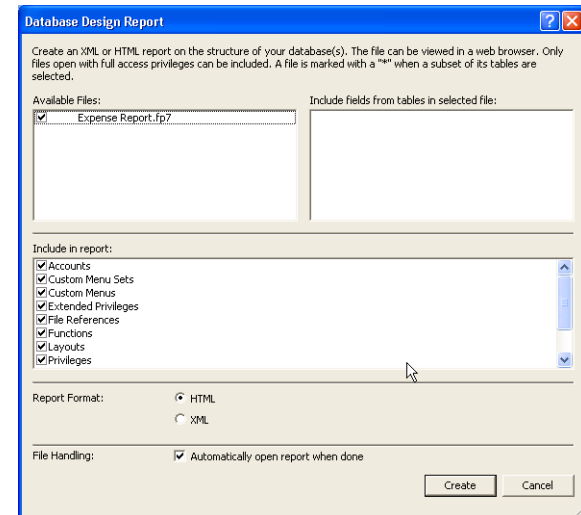 Database Design Report
Create an XML or HTML report on the structure of your database(s). The file can be viewed in a web browser. Only
files open with full access privileges can be included. A file is marked with a "*" when a subset of its tables are
selected.
Available Files:
Include fields from tables in selected file:
Expense Report.fp7
Include in report:
Accounts
Custom Menu Sets
Custom Menus
Extended Privileges
File References
Functions
Layouts
Privileges
Report Format:
HTML
XML
File Handling:
Automatically open report when done
Create
Cancel